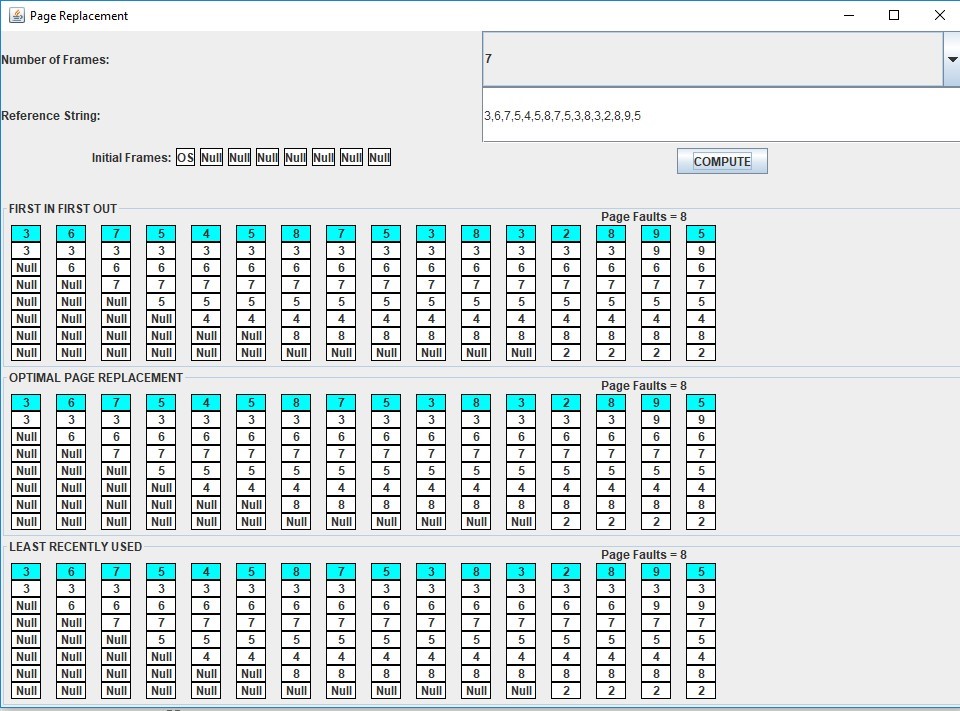 Page Replacement
Number of Frames: 7
Reference String: 3,6,7,5,4,5,8,7,5,3,8,3,2,8,9,5
Initial Frames: OS Null Null Null Null Null Null Null COMPUTE
FIRST IN FIRST OUT
Page Faults = 8
3 6 7 5 4 5 8 7 5 3 8 3 2 8 9 5
3 3 3 3 3 3 3 3 3 3 3 3 3 3 9 9
Null 6 6 6 6 6 6 6 6 6 6 6 6 6 6 6
Null Null 7 7 7 7 7 7 7 7 7 7 7 7 7 7
Null Null Null 5 5 5 5 5 5 5 5 5 5 5 5 5
Null Null Null Null 4 4 4 4 4 4 4 4 4 4 4 4
Null Null Null Null Null Null 8 8 8 8 8 8 8 8 8 8
Null Null Null Null Null Null Null Null Null Null Null Null 2 2 2 2
OPTIMAL PAGE REPLACEMENT
Page Faults = 8
3 6 7 5 4 5 8 7 5 3 8 3 2 8 9 5
3 3 3 3 3 3 3 3 3 3 3 3 3 3 9 9
Null 6 6 6 6 6 6 6 6 6 6 6 6 6 6 6
Null Null 7 7 7 7 7 7 7 7 7 7 7 7 7 7
Null Null Null 5 5 5 5 5 5 5 5 5 5 5 5 5
Null Null Null Null 4 4 4 4 4 4 4 4 4 4 4 4
Null Null Null Null Null Null 8 8 8 8 8 8 8 8 8 8
Null Null Null Null Null Null Null Null Null Null Null Null 2 2 2 2
LEAST RECENTLY USED
Page Faults = 8
3 6 7 5 4 5 8 7 5 3 8 3 2 8 9 5
3 3 3 3 3 3 3 3 3 3 3 3 3 3 3 3
Null 6 6 6 6 6 6 6 6 6 6 6 6 6 9 9
Null Null 7 7 7 7 7 7 7 7 7 7 7 7 7 7
Null Null Null 5 5 5 5 5 5 5 5 5 5 5 5 5
Null Null Null Null 4 4 4 4 4 4 4 4 4 4 4 4
Null Null Null Null Null Null 8 8 8 8 8 8 8 8 8 8
Null Null Null Null Null Null Null Null Null Null Null Null 2 2 2 2